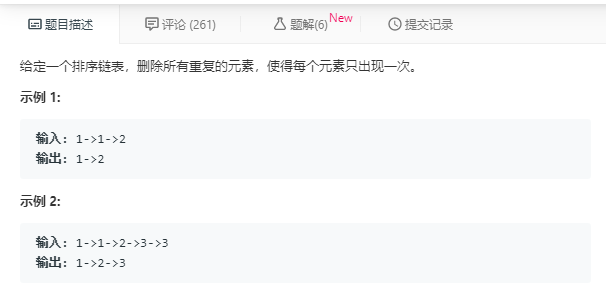 题目描述 评论 (261) 题解(6) New 提交记录
给定一个排序链表，删除所有重复的元素，使得每个元素只出现一次。
示例 1:
输入: 1->1->2
输出: 1->2
示例 2:
输入: 1->1->2->3->3
输出: 1->2->3